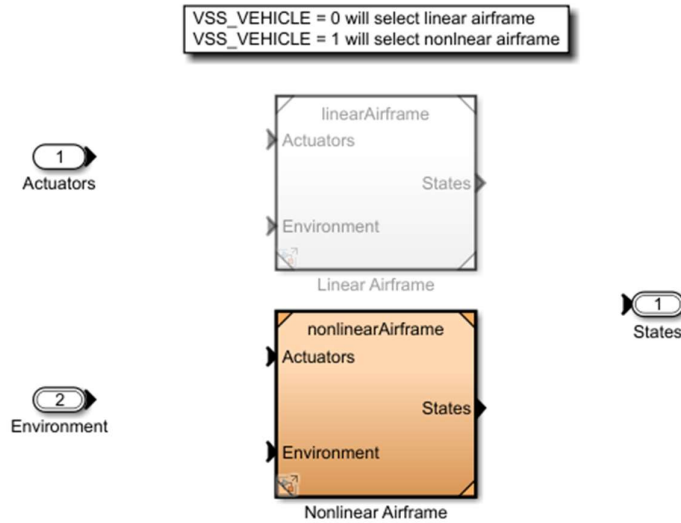 VSS_VEHICLE = 0 will select linear airframe
VSS_VEHICLE = 1 will select nonlnear airframe
linearAirframe
1
Actuators
Actuators
States
Environment
Linear Airframe
1
States
nonlinearAirframe
Actuators
States
2
Environment
Environment
Nonlinear Airframe